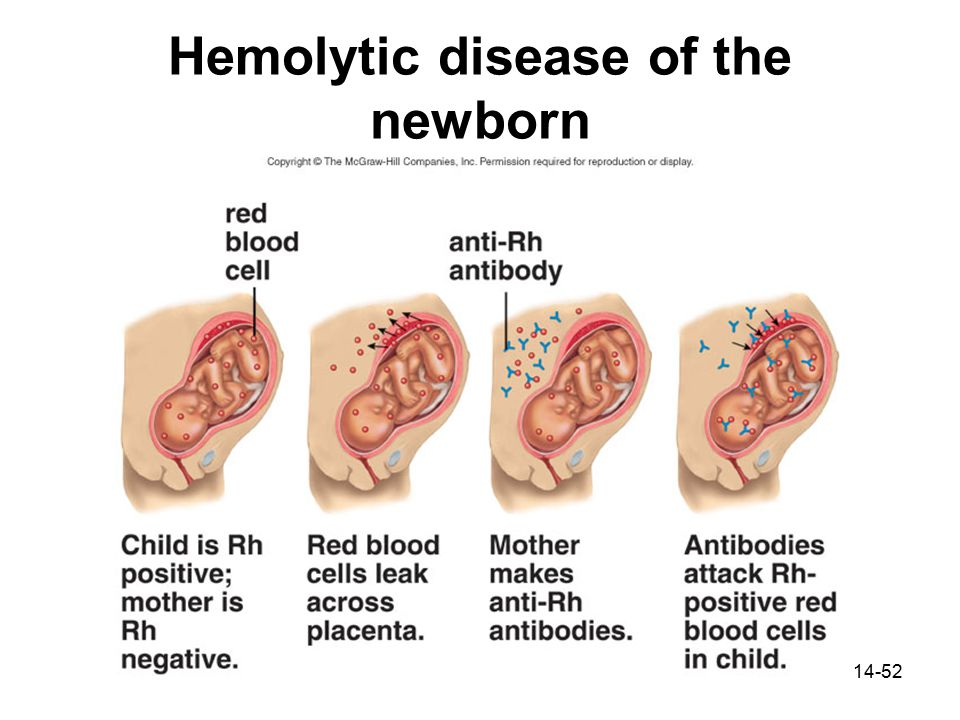 Hemolytic disease of the
newborn
Copyright © The McGraw-Hill Companies, Inc. Permission required for reproduction or display.
red
blood
cell
anti-Rh
antibody
Child is Rh
positive;
mother is
Rh
negative.
Red blood
cells leak
across
placenta.
Mother
makes
anti-Rh
antibodies.
Antibodies
attack Rh-
positive red
blood cells
in child.
14-52